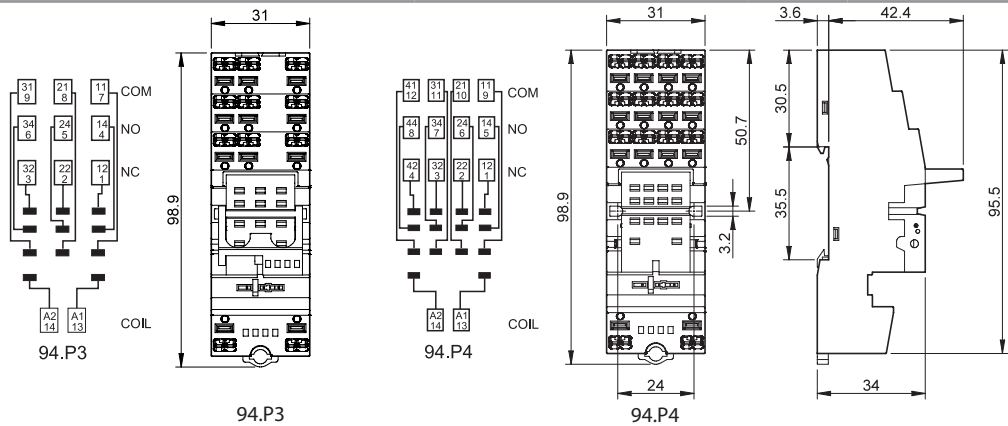 31
98.9
31 21 11
9 8 7
COM
34 24 14
6 5 4
NO
32 22 12
3 2 1
NC
A2 A1
14 13
COIL
94.P3
94.P3
41 31 21 11
12 11 10 9
COM
44 34 24 14
8 7 6 5
NO
42 32 22 12
4 3 2 1
NC
A2 A1
14 13
COIL
94.P4
31
98.9
50.7
3.2
24
94.P4
3.6
42.4
30.5
35.5
95.5
34